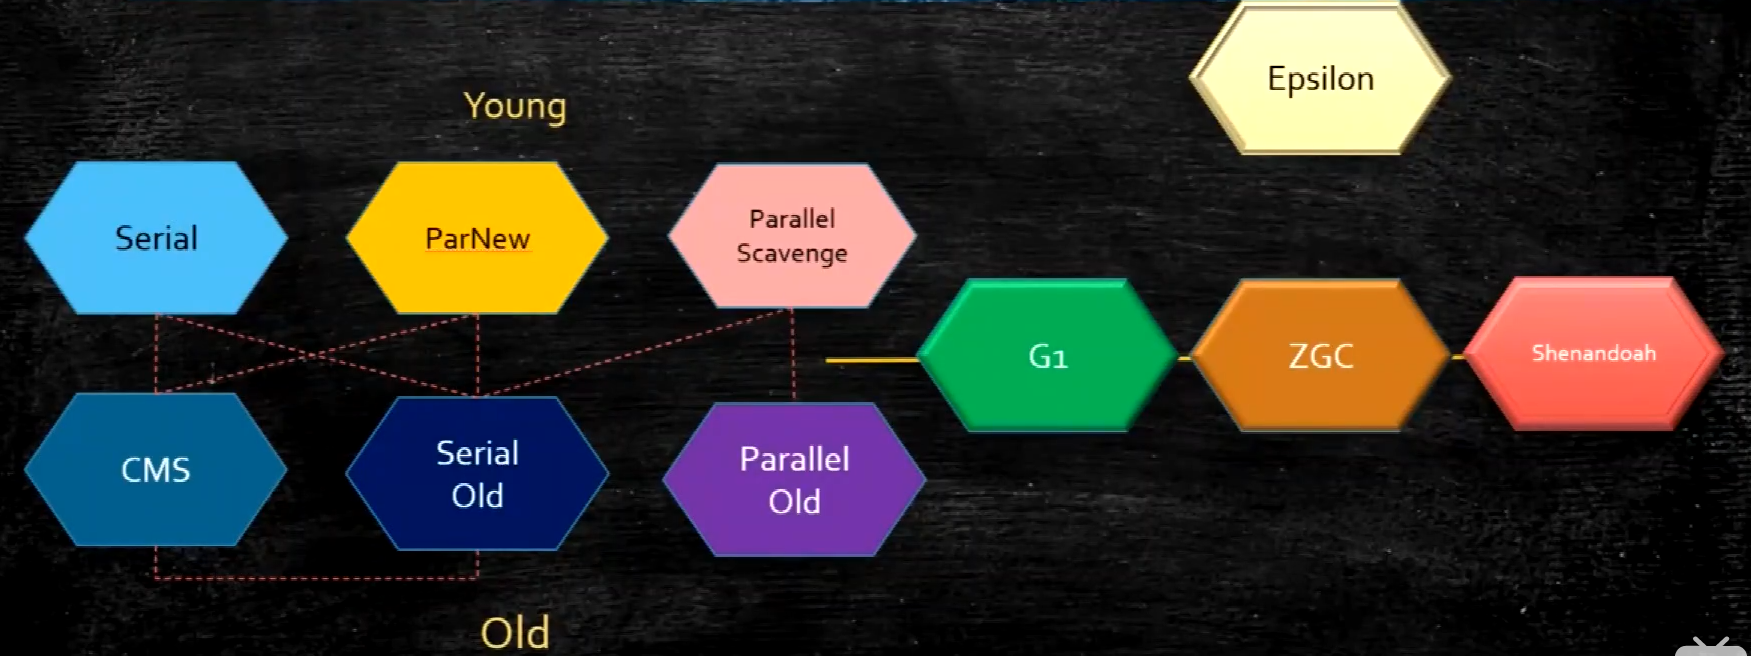 Epsilon
Young
Serial
ParNew
Parallel
Scavenge
G1
ZGC
Shenandoah
CMS
Serial
Old
Parallel
Old
Old